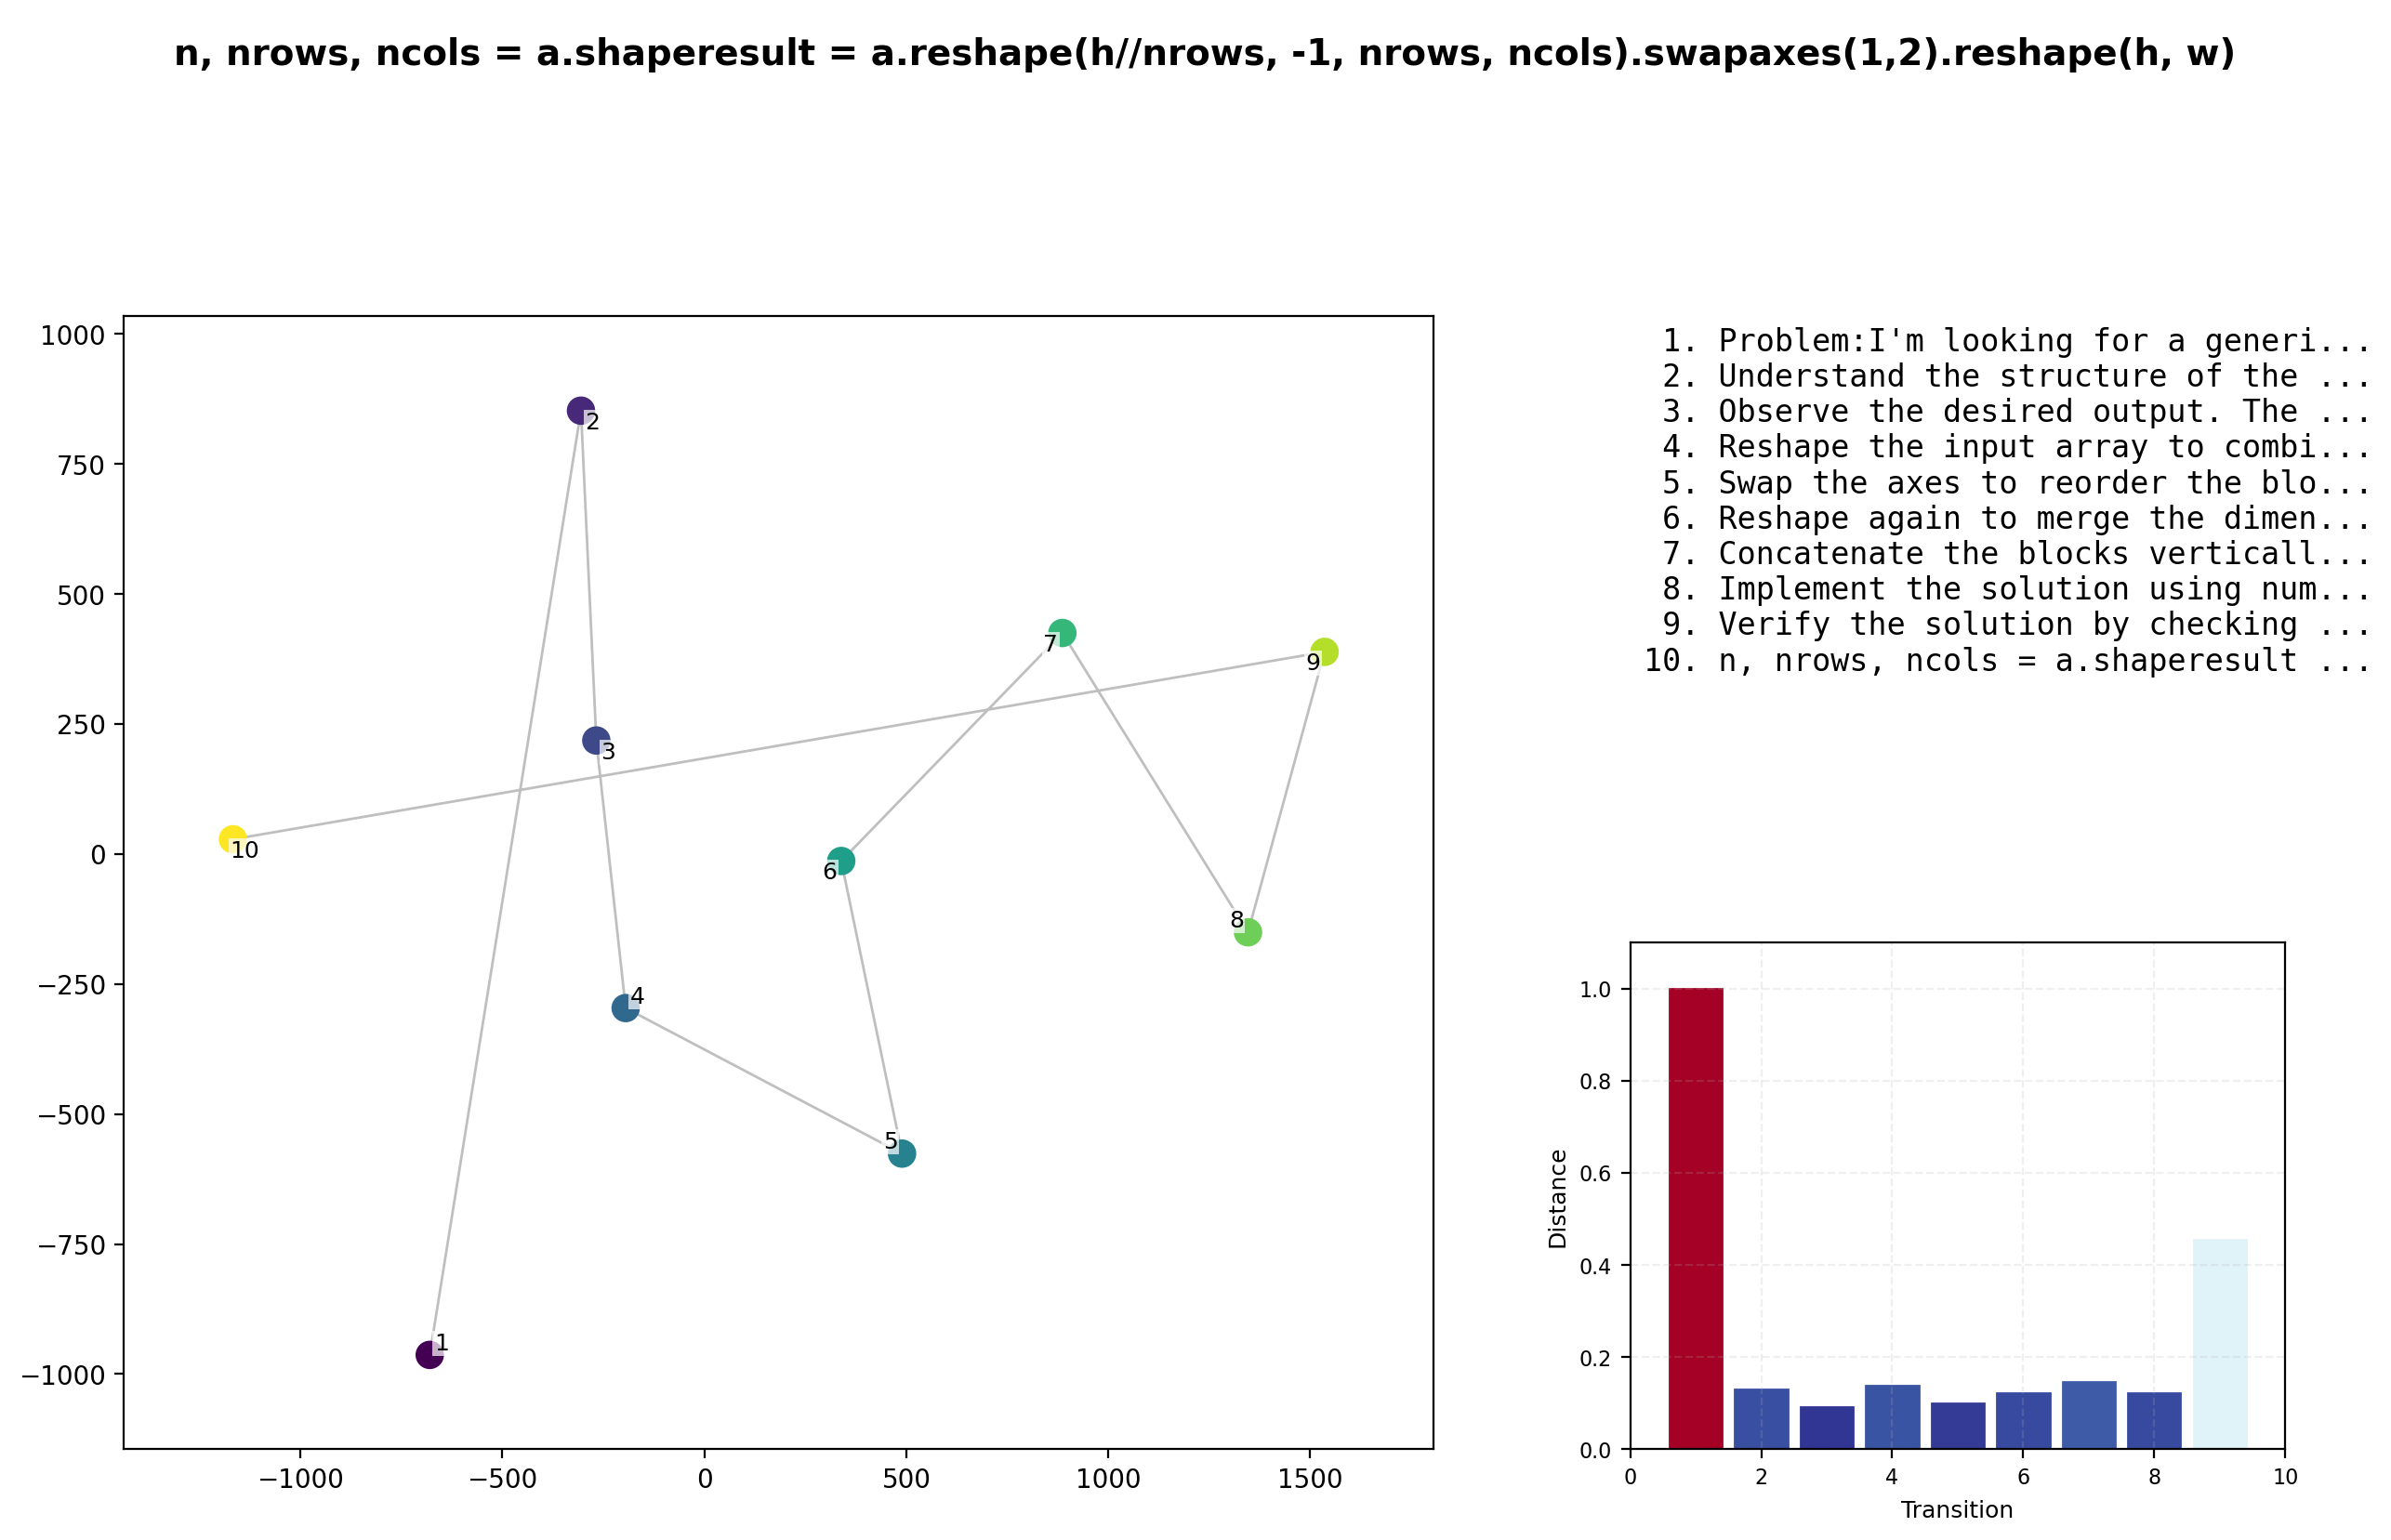 n, nrows, ncols = a.shaperesult = a.reshape(h//nrows, -1, nrows, ncols).swapaxes(1,2).reshape(h, w)
1000
750
500
250
0
−250
−500
−750
−1000
−1000
−500
0
500
1000
1500
1
2
3
4
5
6
7
8
9
10
1. Problem:I'm looking for a generi...
2. Understand the structure of the ...
3. Observe the desired output. The ...
4. Reshape the input array to combi...
5. Swap the axes to reorder the blo...
6. Reshape again to merge the dimen...
7. Concatenate the blocks verticall...
8. Implement the solution using num...
9. Verify the solution by checking ...
10. n, nrows, ncols = a.shaperesult ...
Distance
1.0
0.8
0.6
0.4
0.2
0.0
0
2
4
6
8
10
Transition